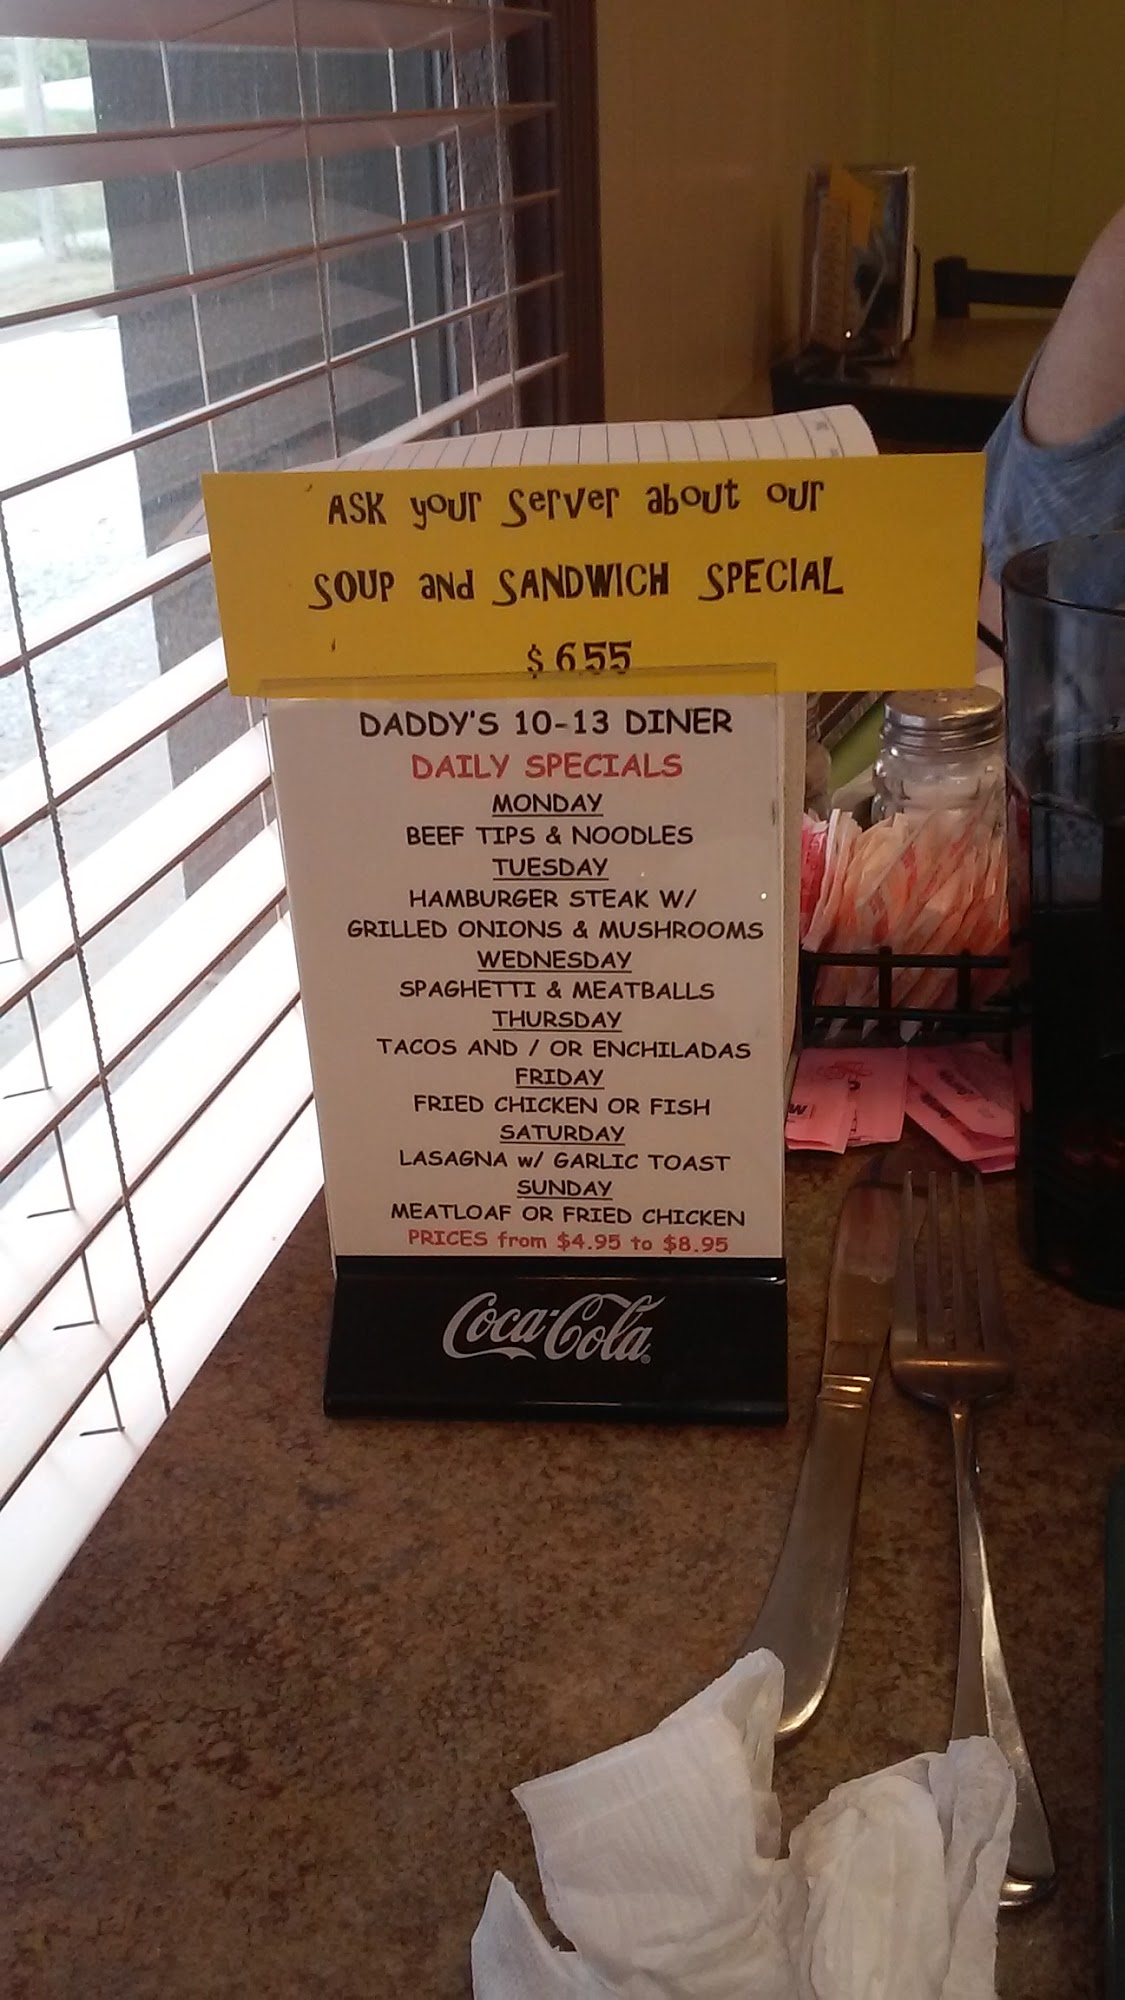 ASK your Server about our
SOUP and SANDWICH SPECIAL
$ 6.55
DADDY'S 10-13 DINER
DAILY SPECIALS
MONDAY
BEEF TIPS & NOODLES
TUESDAY
HAMBURGER STEAK W/
GRILLED ONIONS & MUSHROOMS
WEDNESDAY
SPAGHETTI & MEATBALLS
THURSDAY
TACOS AND / OR ENCHILADAS
FRIDAY
FRIED CHICKEN OR FISH
SATURDAY
LASAGNA w/ GARLIC TOAST
SUNDAY
MEATLOAF OR FRIED CHICKEN
PRICES from $4.95 to $8.95
Coca-Cola